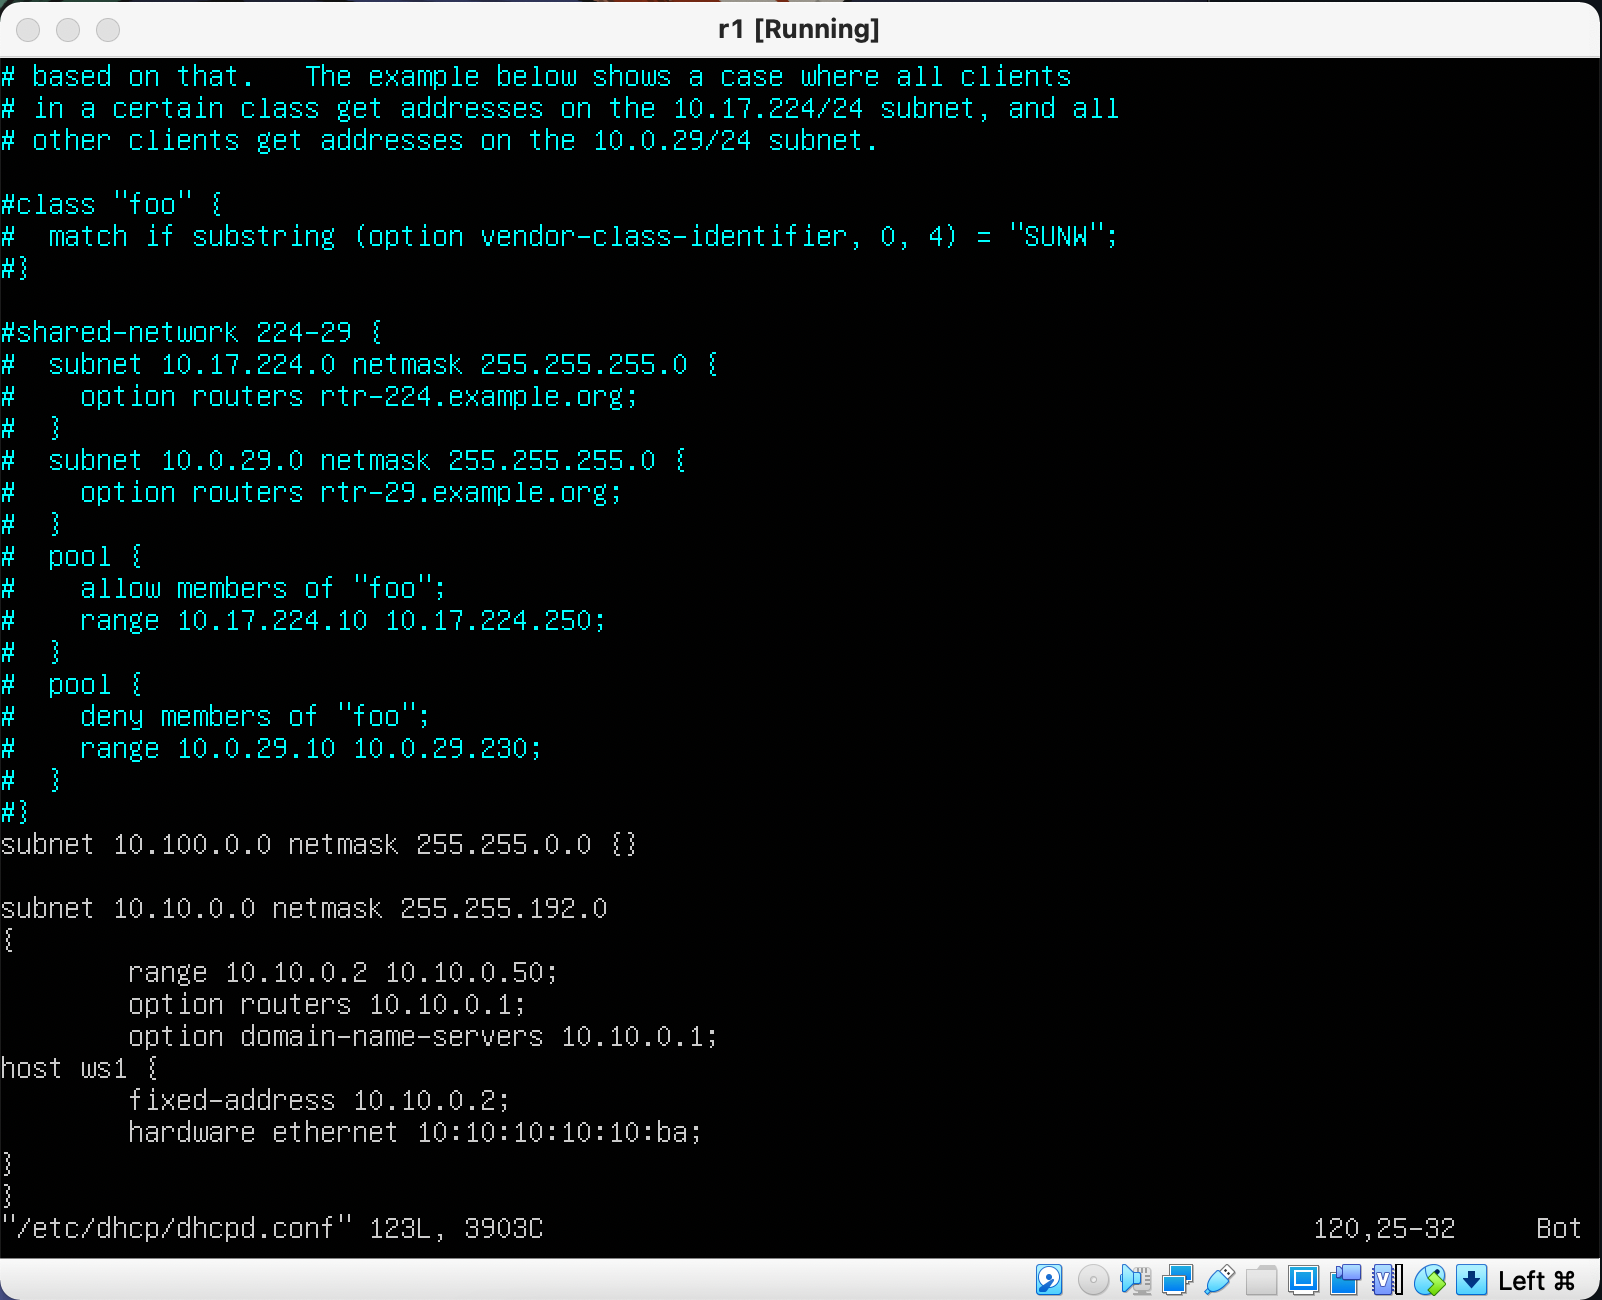 r1 [Running]
# based on that.   The example below shows a case where all clients
# in a certain class get addresses on the 10.17.224/24 subnet, and all
# other clients get addresses on the 10.0.29/24 subnet.

#class "foo" {
#  match if substring (option vendor-class-identifier, 0, 4) = "SUNW";
#}

#shared-network 224-29 {
#  subnet 10.17.224.0 netmask 255.255.255.0 {
#    option routers rtr-224.example.org;
#  }
#  subnet 10.0.29.0 netmask 255.255.255.0 {
#    option routers rtr-29.example.org;
#  }
#  pool {
#    allow members of "foo";
#    range 10.17.224.10 10.17.224.250;
#  }
#  pool {
#    deny members of "foo";
#    range 10.0.29.10 10.0.29.230;
#  }
#}
subnet 10.100.0.0 netmask 255.255.0.0 {}

subnet 10.10.0.0 netmask 255.255.192.0
{
        range 10.10.0.2 10.10.0.50;
        option routers 10.10.0.1;
        option domain-name-servers 10.10.0.1;
host ws1 {
        fixed-address 10.10.0.2;
        hardware ethernet 10:10:10:10:10:ba;
}
}
"/etc/dhcp/dhcpd.conf" 123L, 3903C                                                120,25-32     Bot
Left ⌘